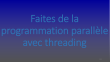 Faites de la
programmation parallèle
avec threading